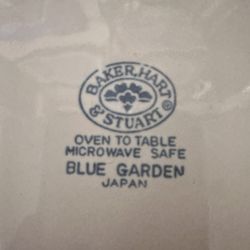 BAKER, HART
& STUART ®
OVEN TO TABLE
MICROWAVE SAFE
BLUE GARDEN
JAPAN